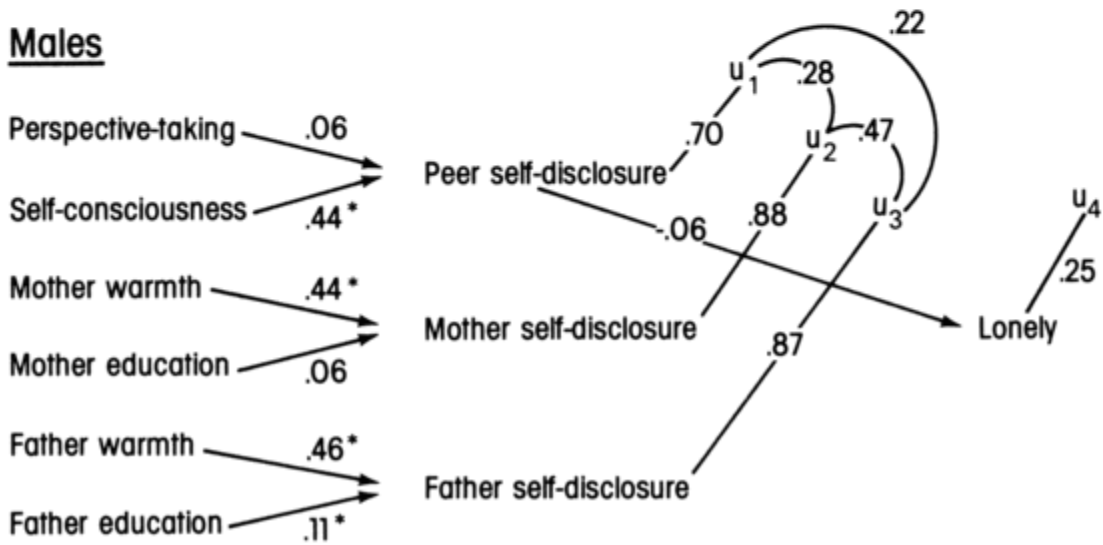 Males
.22
u1
.28
Perspective-taking
.06
.70
u2
.47
Peer self-disclosure
Self-consciousness
.44*
-.06
.88
u3
u4
.25
Mother warmth
.44*
Mother self-disclosure
Lonely
Mother education
.06
.87
Father warmth
.46*
Father self-disclosure
Father education
.11*